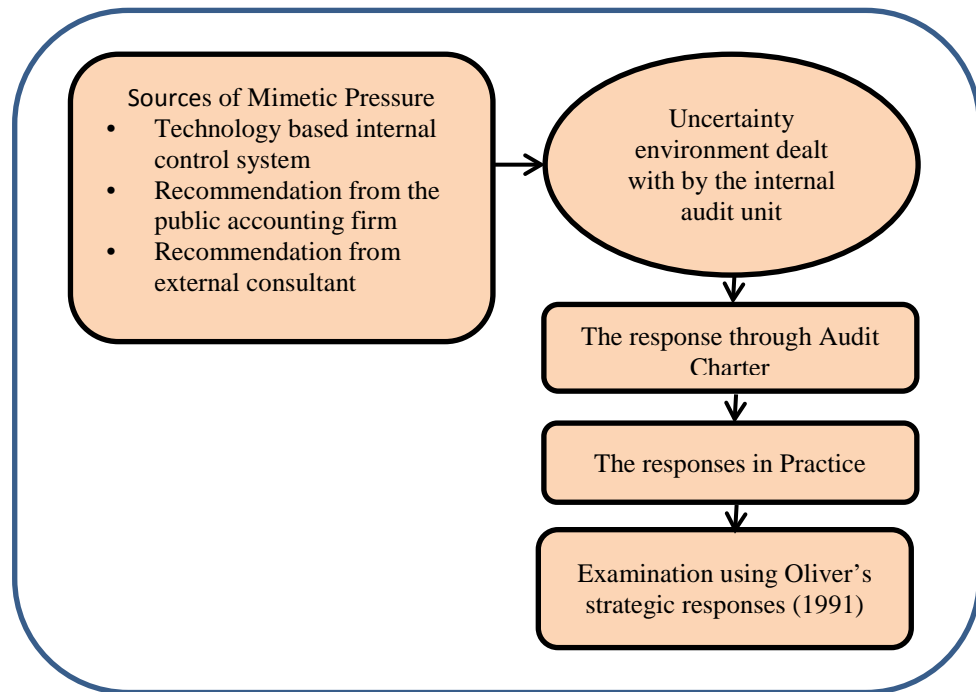 Sources of Mimetic Pressure
• Technology based internal
control system
• Recommendation from the
public accounting firm
• Recommendation from
external consultant
Uncertainty
environment dealt
with by the internal
audit unit
The response through Audit
Charter
The responses in Practice
Examination using Oliver’s
strategic responses (1991)